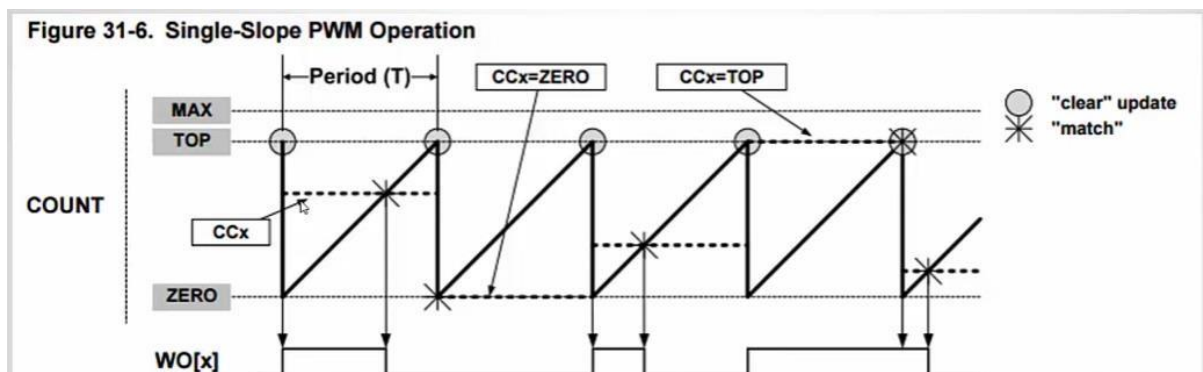 Figure 31-6. Single-Slope PWM Operation
Period (T)
CCx=ZERO
CCx=TOP
"clear" update
"match"
MAX
TOP
COUNT
CCx
ZERO
WO[x]